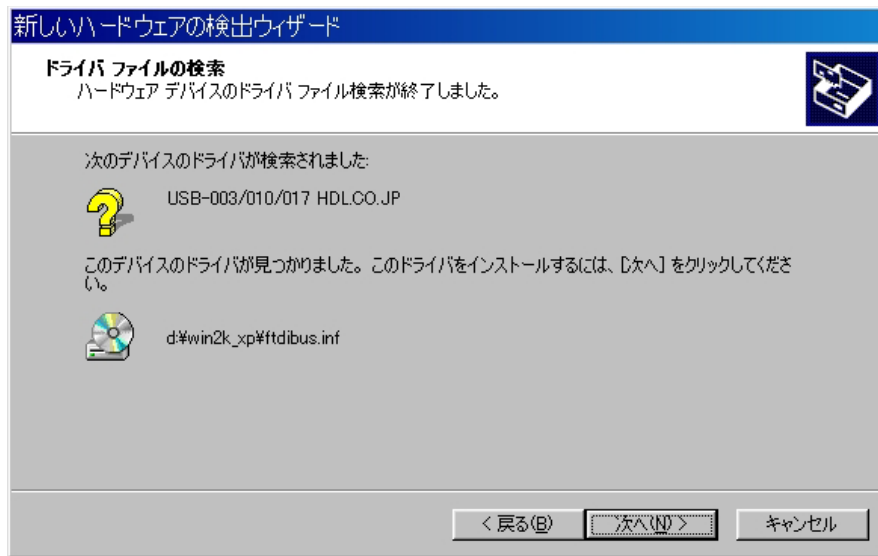 新しいハードウェアの検出ウィザード
ドライバ ファイルの検索
ハードウェア デバイスのドライバ ファイル検索が終了しました。
次のデバイスのドライバが検索されました:
USB-003/010/017 HDL.CO.JP
このデバイスのドライバが見つかりました。このドライバをインストールするには、[次へ] をクリックしてくださ
い。
d:¥win2k_xp¥ftdibus.inf
< 戻る(B)
次へ(N) >
キャンセル